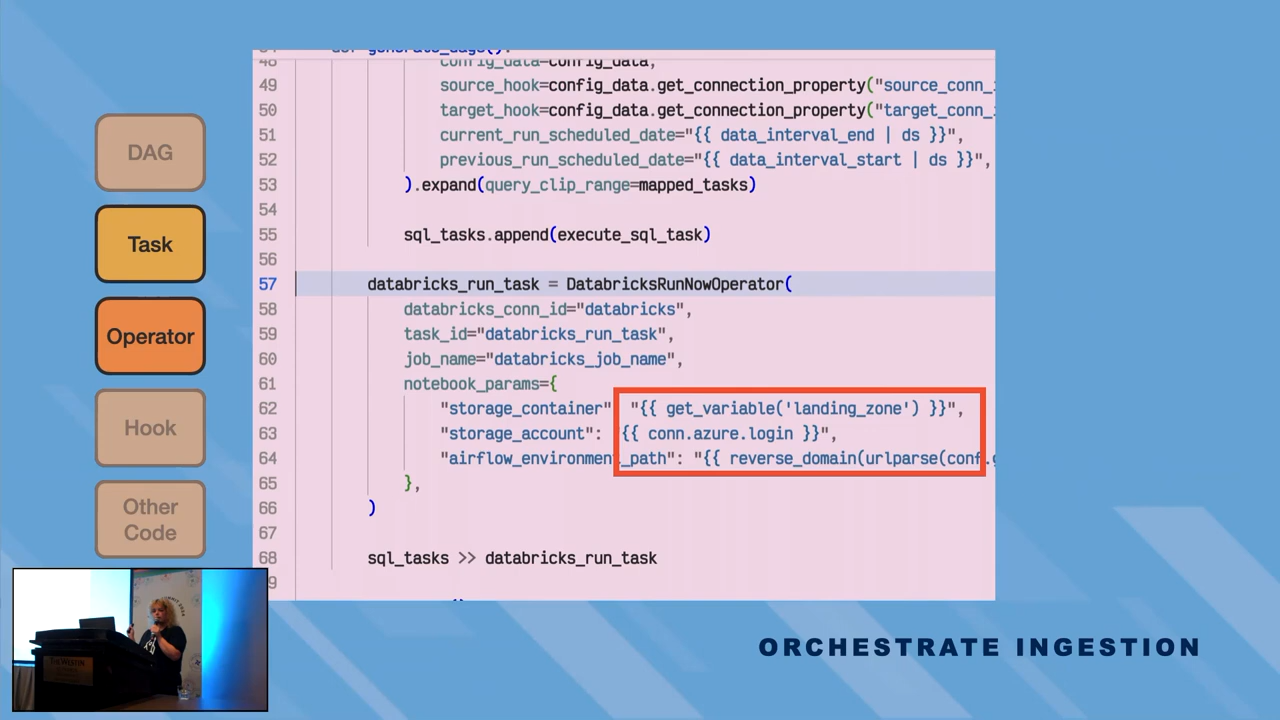 DAG
Task
Operator
Hook
Other
Code
48 config_data=config_data,
49 source_hook=config_data.get_connection_property("source_conn_
50 target_hook=config_data.get_connection_property("target_conn_
51 current_run_scheduled_date="{{ data_interval_end | ds }}",
52 previous_run_scheduled_date="{{ data_interval_start | ds }}",
53 ).expand(query_clip_range=mapped_tasks)
54
55 sql_tasks.append(execute_sql_task)
56
57 databricks_run_task = DatabricksRunNowOperator(
58 databricks_conn_id="databricks",
59 task_id="databricks_run_task",
60 job_name="databricks_job_name",
61 notebook_params={
62 "storage_container" "{{ get_variable('landing_zone') }}",
63 "storage_account": {{ conn.azure.login }}",
64 "airflow_environment_path": "{{ reverse_domain(urlparse(conf.g
65 },
66 )
67
68 sql_tasks >> databricks_run_task
ORCHESTRATE INGESTION
THE WESTIN